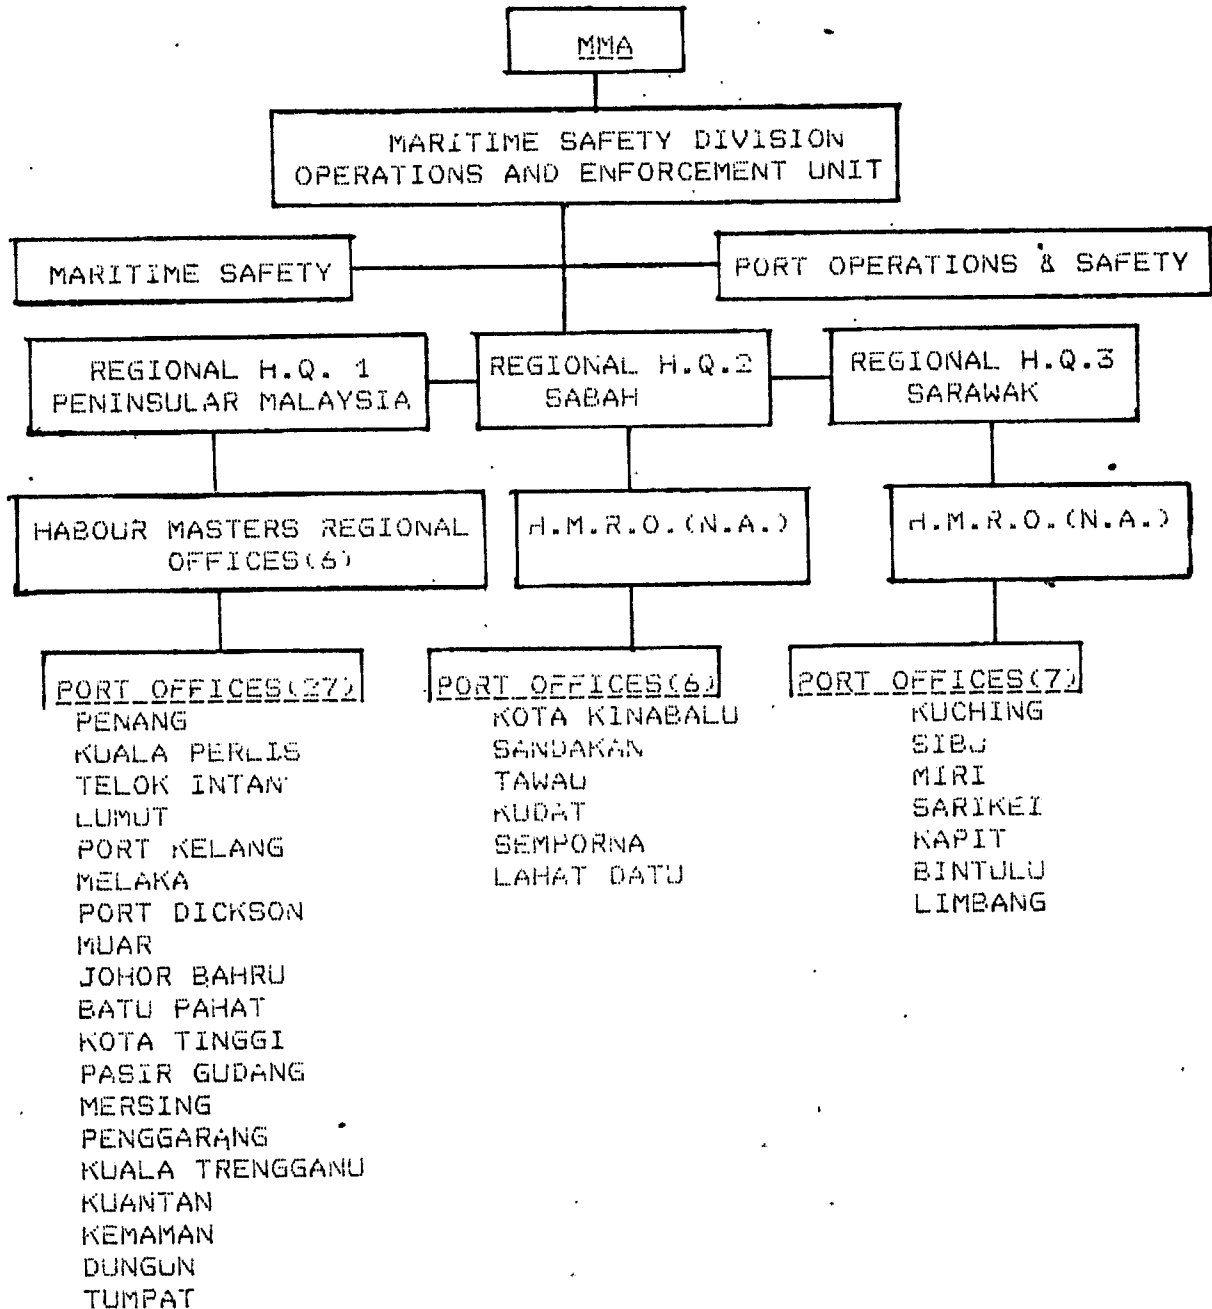 MMA
MARITIME SAFETY DIVISION
OPERATIONS AND ENFORCEMENT UNIT
MARITIME SAFETY
PORT OPERATIONS & SAFETY
REGIONAL H.Q. 1
PENINSULAR MALAYSIA
REGIONAL H.Q.2
SABAH
REGIONAL H.Q.3
SARAWAK
HABOUR MASTERS REGIONAL
OFFICES(6)
H.M.R.O.(N.A.)
H.M.R.O.(N.A.)
PORT OFFICES(27)
PENANG
KUALA PERLIS
TELOK INTAN
LUMUT
PORT KELANG
MELAKA
PORT DICKSON
MUAR
JOHOR BAHRU
BATU PAHAT
KOTA TINGGI
PASIR GUDANG
MERSING
PENGGARANG
KUALA TRENGGANU
KUANTAN
KEMAMAN
DUNGUN
TUMPAT
PORT OFFICES(6)
KOTA KINABALU
SANDAKAN
TAWAU
KUDAT
SEMPORNA
LAHAT DATU
PORT OFFICES(7)
KUCHING
SIBU
MIRI
SARIKEI
KAPIT
BINTULU
LIMBANG